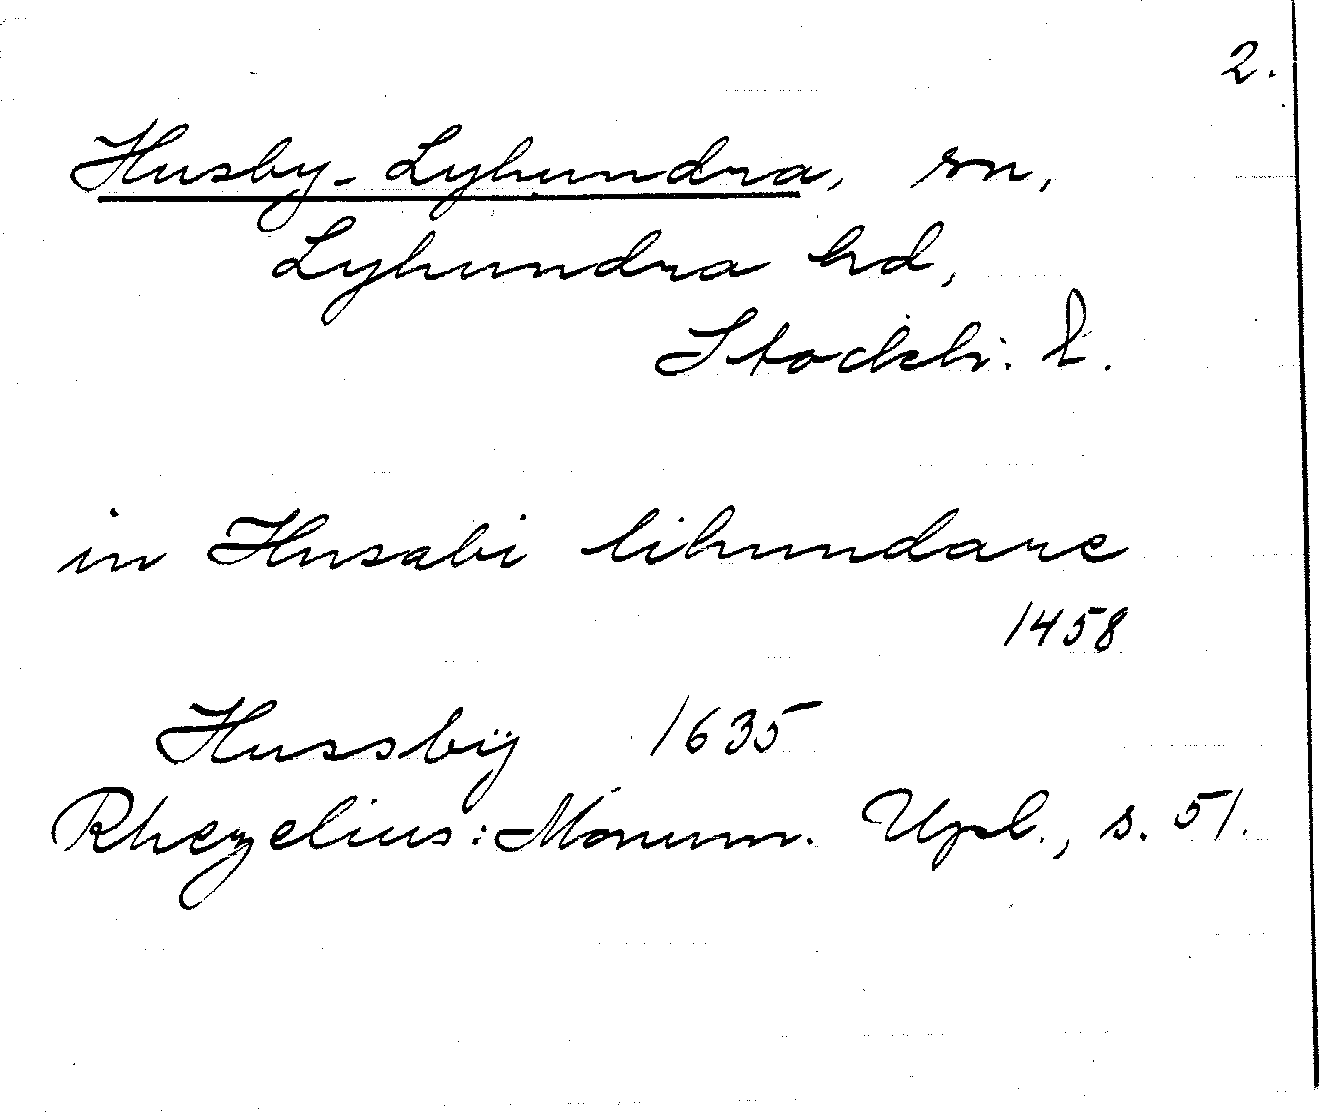 2.
Husby-Lyhundra, sn,
Lyhundra hd,
Stockh. l.
in Husabi lihundare
1458
Hussbÿ 1635
Rhezelius: Monum. Upl., s. 51.